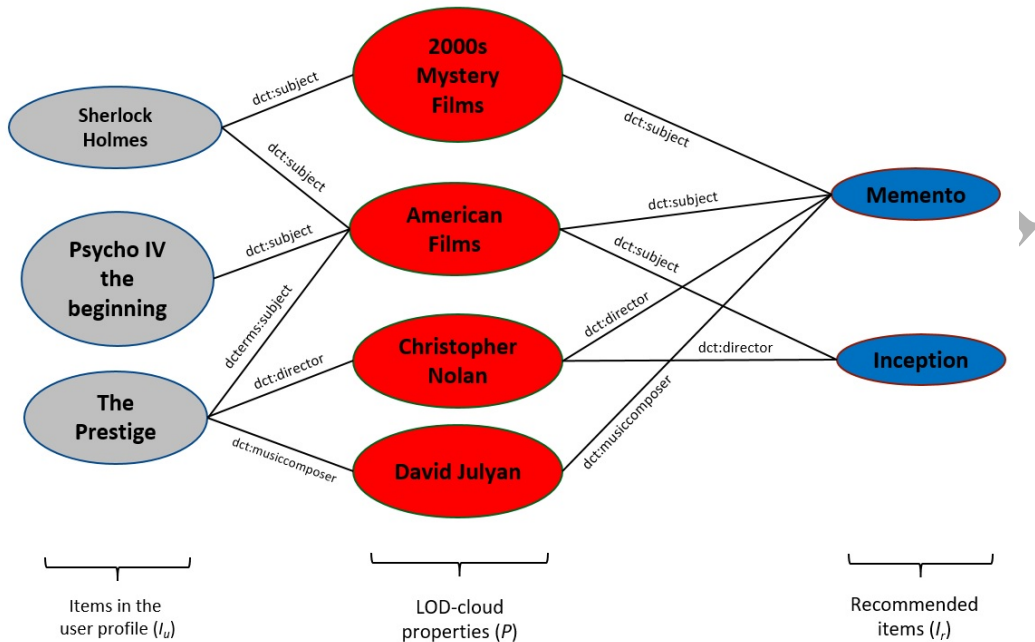 2000s
Mystery
Films
dct:subject
Sherlock
Holmes
dct:subject
dct:subject
American
Films
dct:subject
Memento
Psycho IV
the
beginning
dct:subject
dct:subject
dcterms:subject
dct:director
Christopher
Nolan
dct:director
Inception
The
Prestige
dct:director
dct:musiccomposer
David Julyan
dct:musiccomposer
Items in the
user profile (Iu)
LOD-cloud
properties (P)
Recommended
items (Ir)